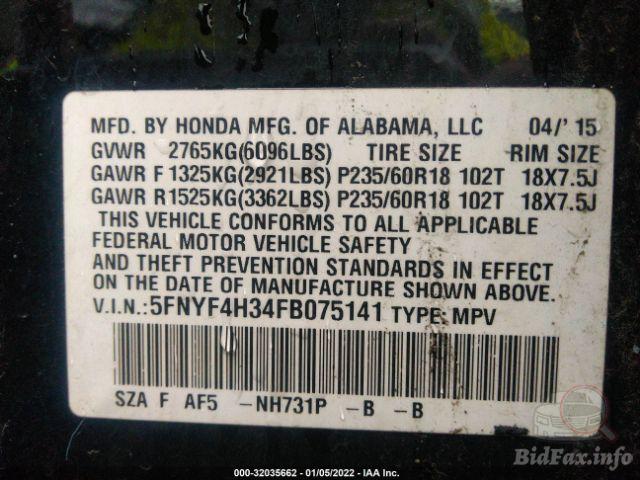 MFD. BY HONDA MFG. OF ALABAMA, LLC 04/' 15
GVWR 2765KG(6096LBS) TIRE SIZE RIM SIZE
GAWR F 1325KG(2921LBS) P235/60R18 102T 18X7.5J
GAWR R1525KG(3362LBS) P235/60R18 102T 18X7.5J
THIS VEHICLE CONFORMS TO ALL APPLICABLE
FEDERAL MOTOR VEHICLE SAFETY
AND THEFT PREVENTION STANDARDS IN EFFECT
ON THE DATE OF MANUFACTURE SHOWN ABOVE.
V.I.N.:5FNYF4H34FB075141 TYPE: MPV
SZA F AF5 -NH731P -B -B
BidFax.info
000-32035662 - 01/05/2022 - IAA Inc.